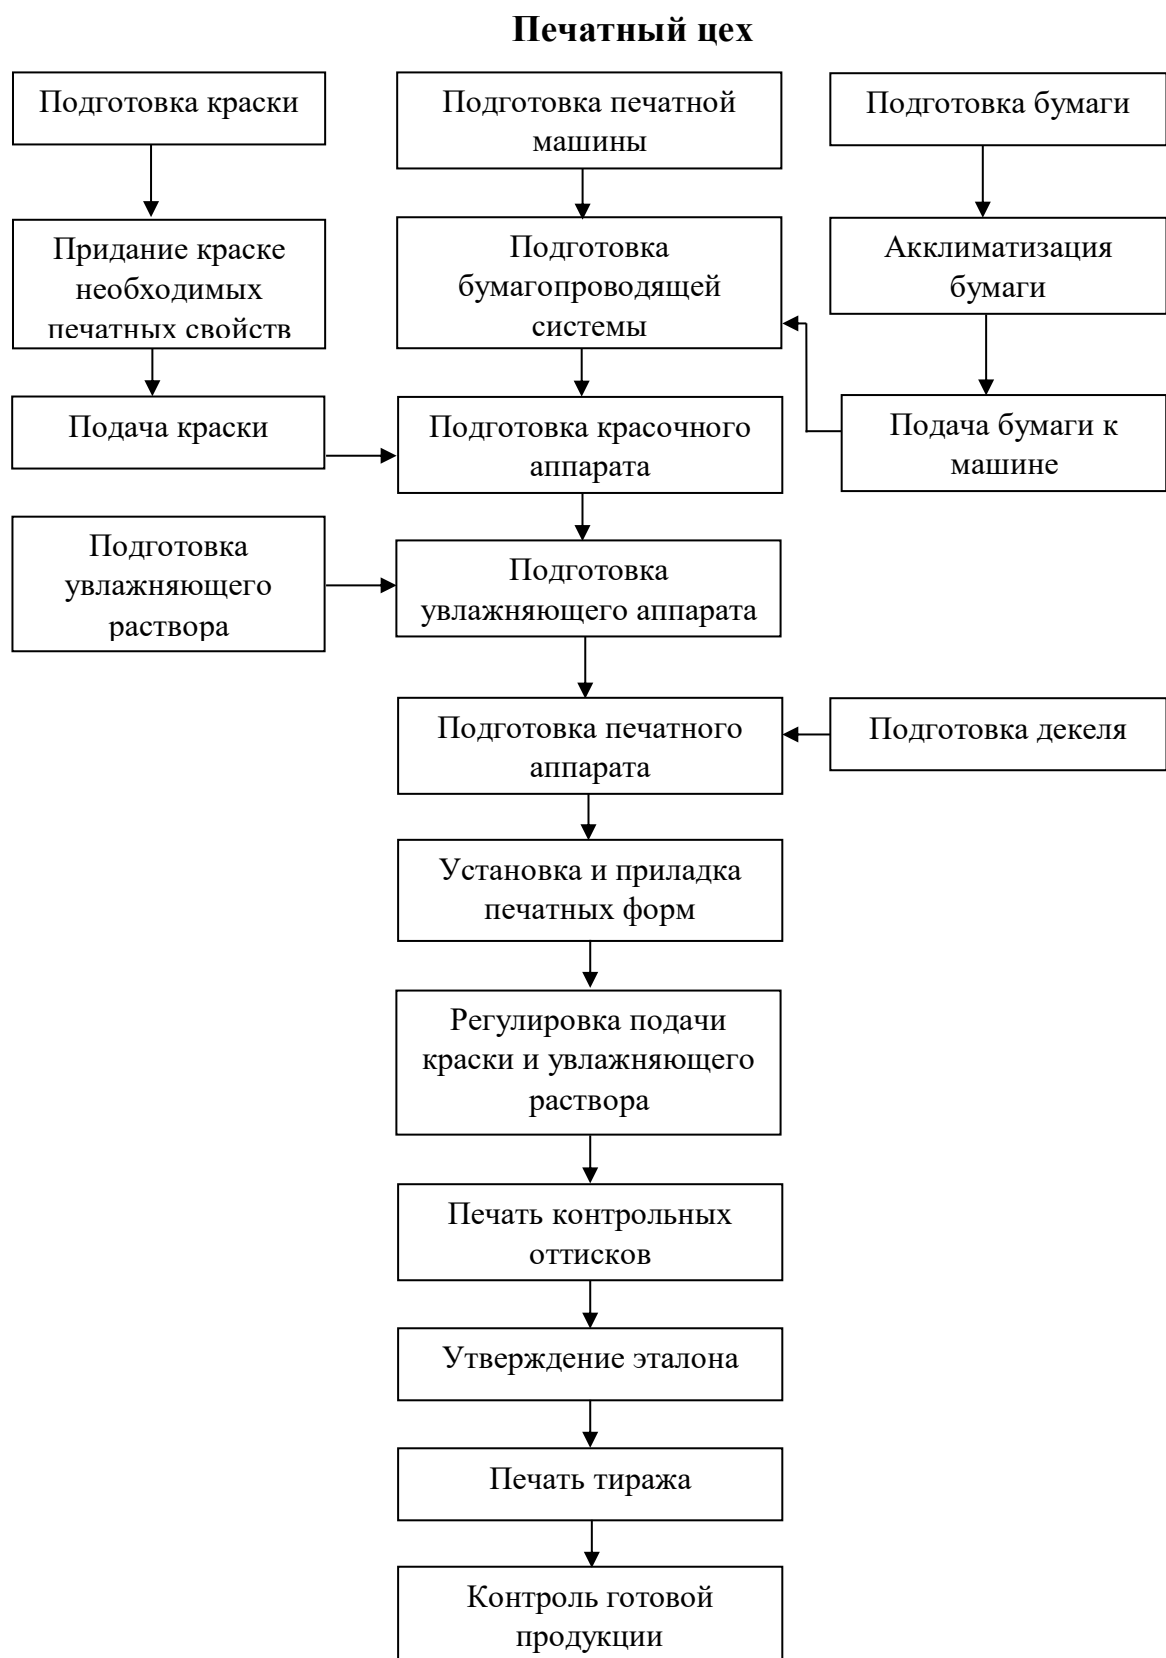 Печатный цех
Подготовка краски
Подготовка печатной
машины
Подготовка бумаги
Придание краске
необходимых
печатных свойств
Подготовка
бумагопроводящей
системы
Акклиматизация
бумаги
Подача краски
Подготовка красочного
аппарата
Подача бумаги к
машине
Подготовка
увлажняющего
раствора
Подготовка
увлажняющего аппарата
Подготовка печатного
аппарата
Подготовка декеля
Установка и приладка
печатных форм
Регулировка подачи
краски и увлажняющего
раствора
Печать контрольных
оттисков
Утверждение эталона
Печать тиража
Контроль готовой
продукции